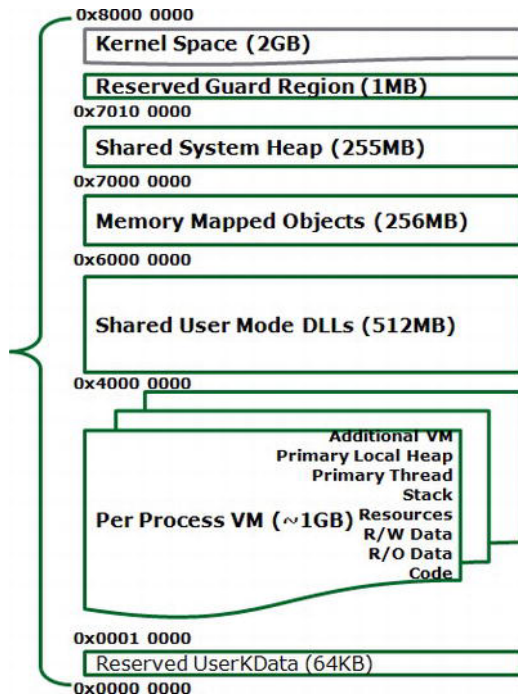 0x8000 0000
Kernel Space (2GB)
Reserved Guard Region (1MB)
0x7010 0000
Shared System Heap (255MB)
0x7000 0000
Memory Mapped Objects (256MB)
0x6000 0000
Shared User Mode DLLs (512MB)
0x4000 0000
Additional VM
Primary Local Heap
Primary Thread
Stack
Per Process VM (~1GB)
Resources
R/W Data
R/O Data
Code
0x0001 0000
Reserved UserKData (64KB)
0x0000 0000